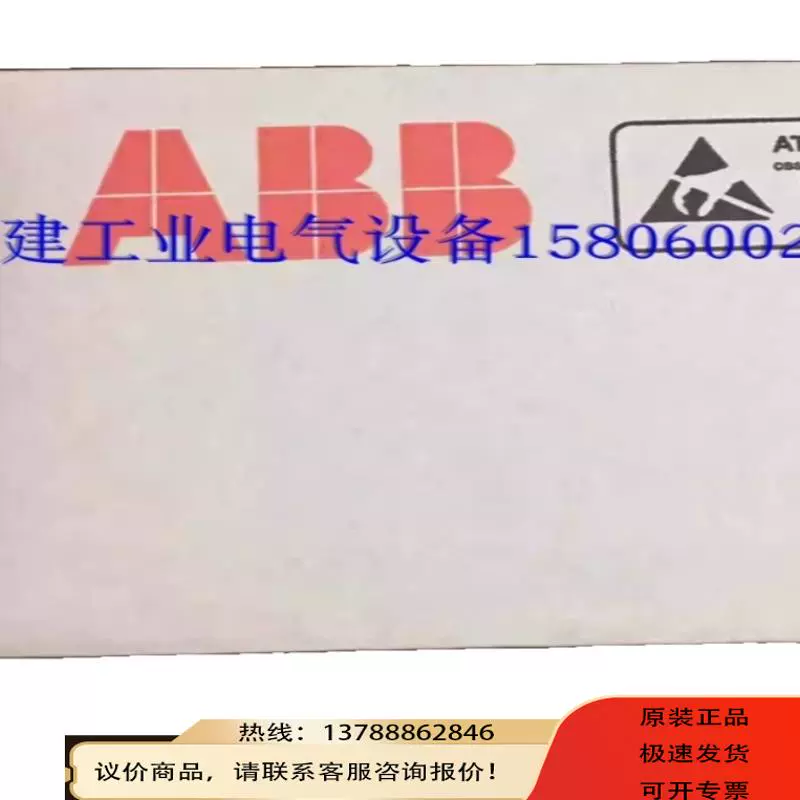 ABB
AT
建工业电气设备15806002
热线：13788862846
议价商品，请联系客服咨询报价！
原装正品
极速发货
可开专票